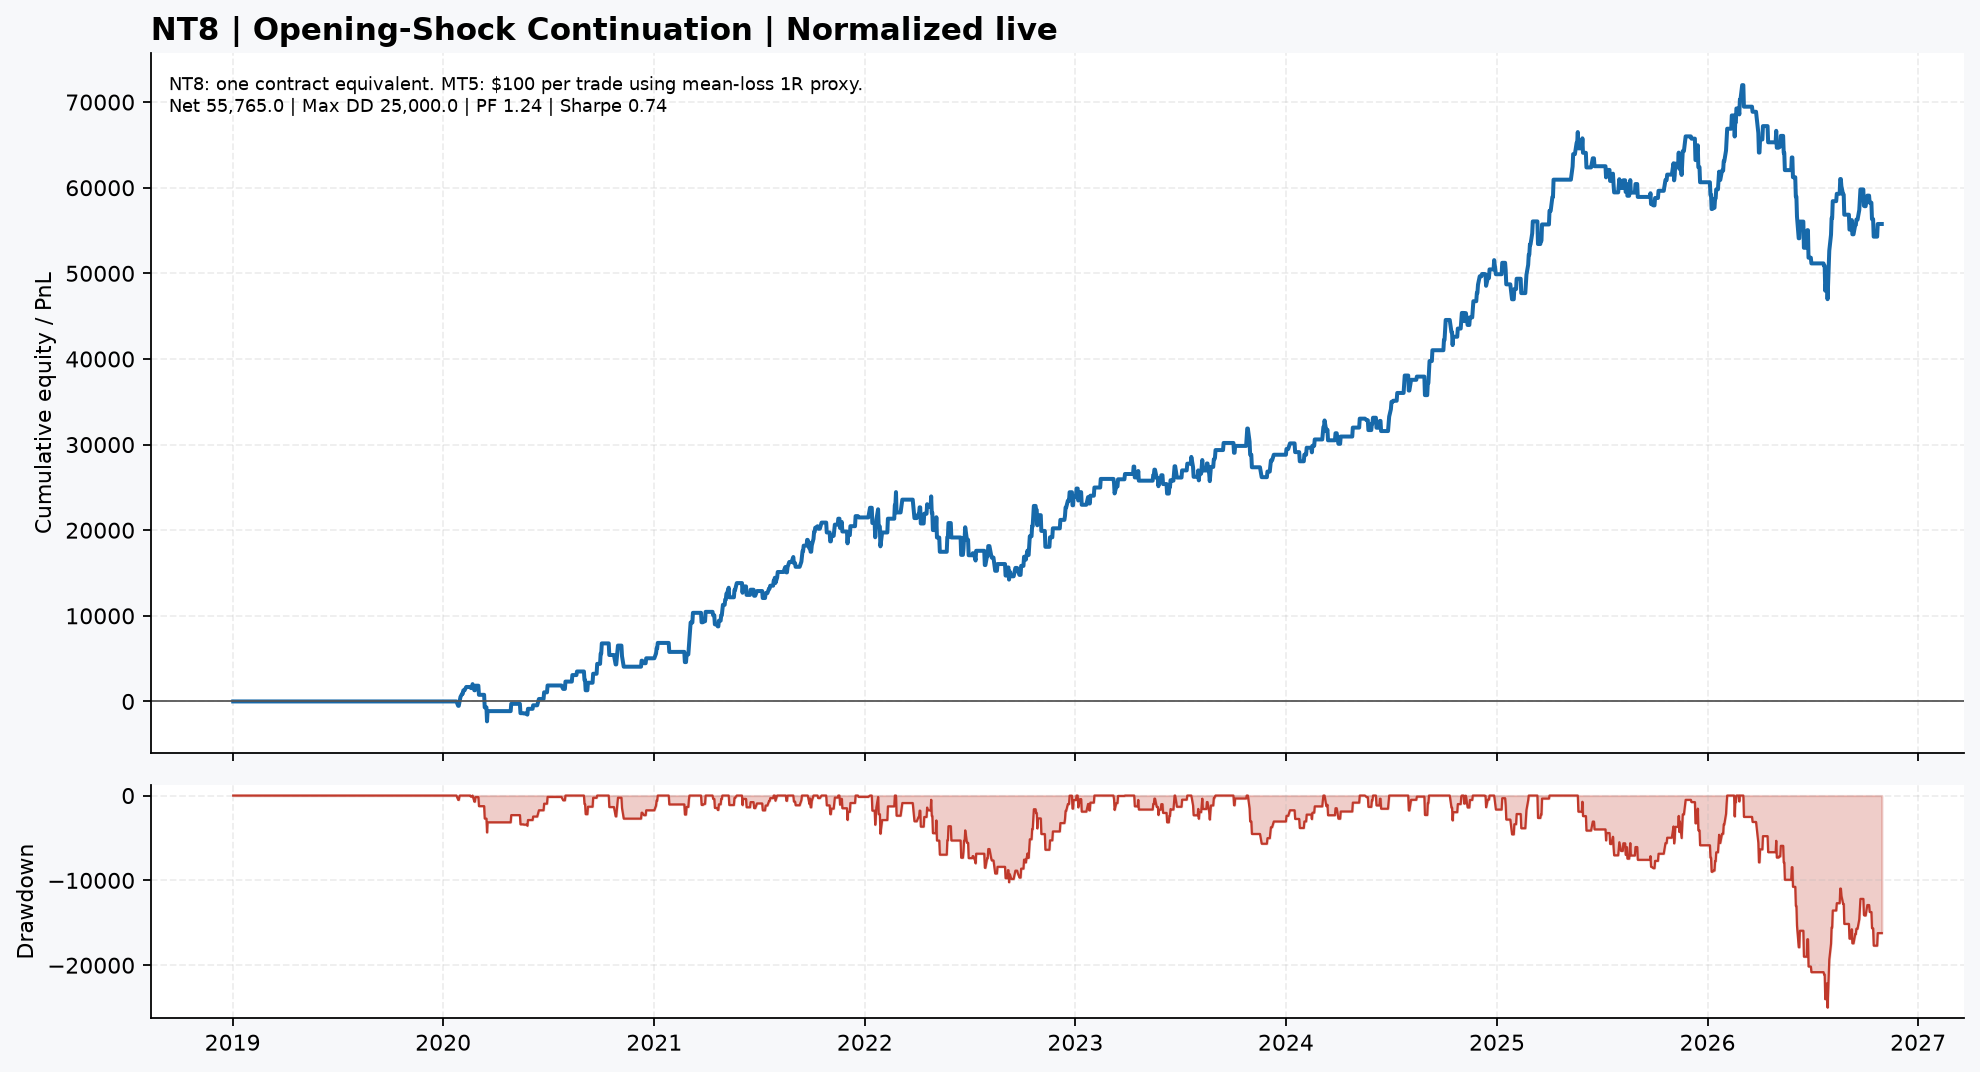 NT8 | Opening-Shock Continuation | Normalized live
NT8: one contract equivalent. MT5: $100 per trade using mean-loss 1R proxy.
Net 55,765.0 | Max DD 25,000.0 | PF 1.24 | Sharpe 0.74
Cumulative equity / PnL
70000
60000
50000
40000
30000
20000
10000
0
Drawdown
0
−10000
−20000
2019 2020 2021 2022 2023 2024 2025 2026 2027